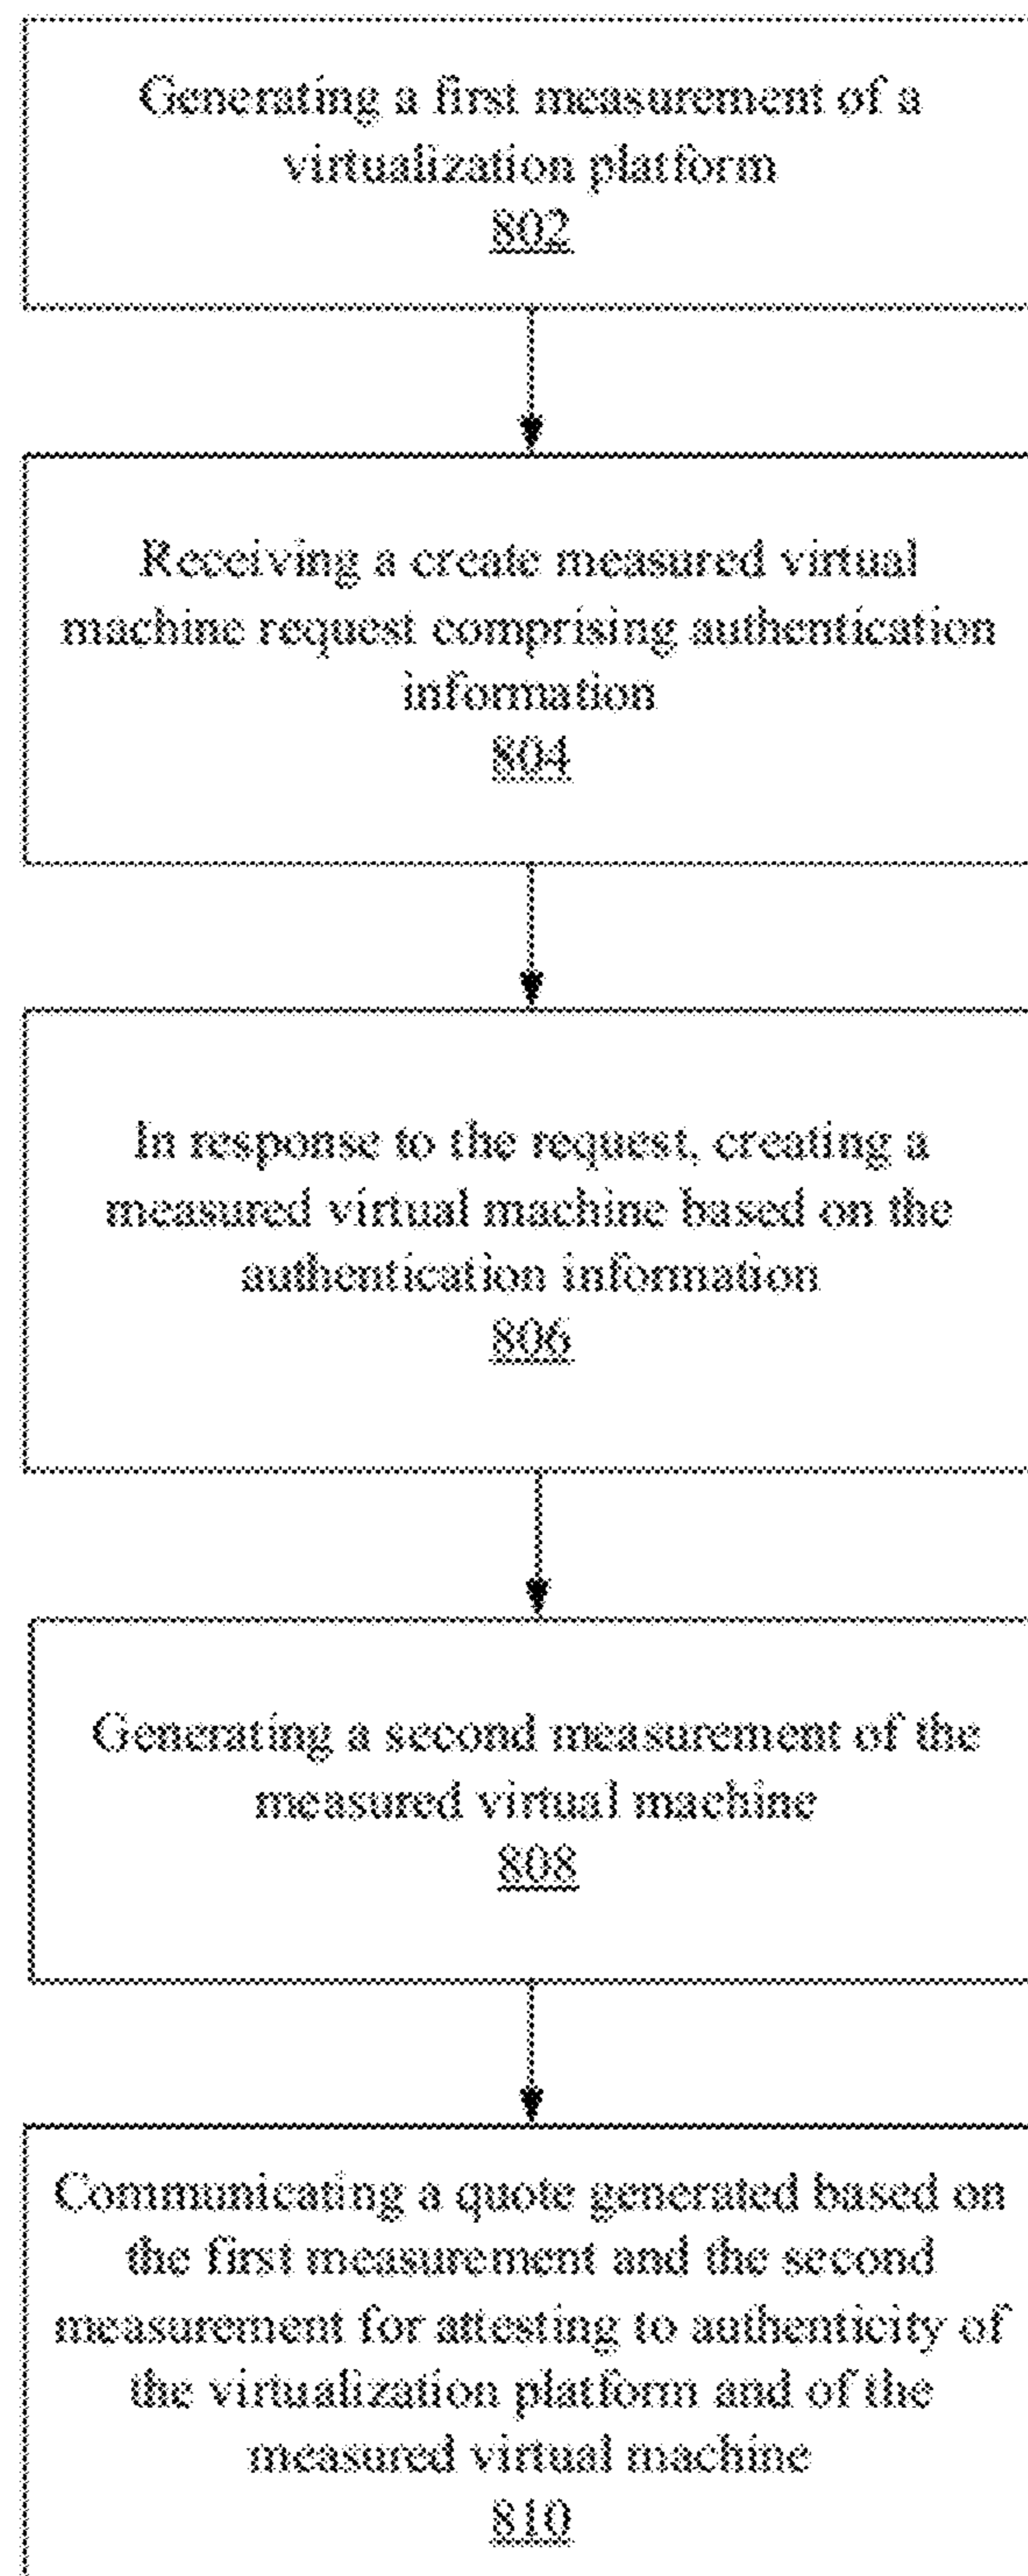 Generating a first measurement of a
virtualization platform
802
Receiving a create measured virtual
machine request comprising authentication
information
804
In response to the request, creating a
measured virtual machine based on the
authentication information
806
Generating a second measurement of the
measured virtual machine
808
Communicating a quote generated based on
the first measurement and the second
measurement for attesting to authenticity of
the virtualization platform and of the
measured virtual machine
810